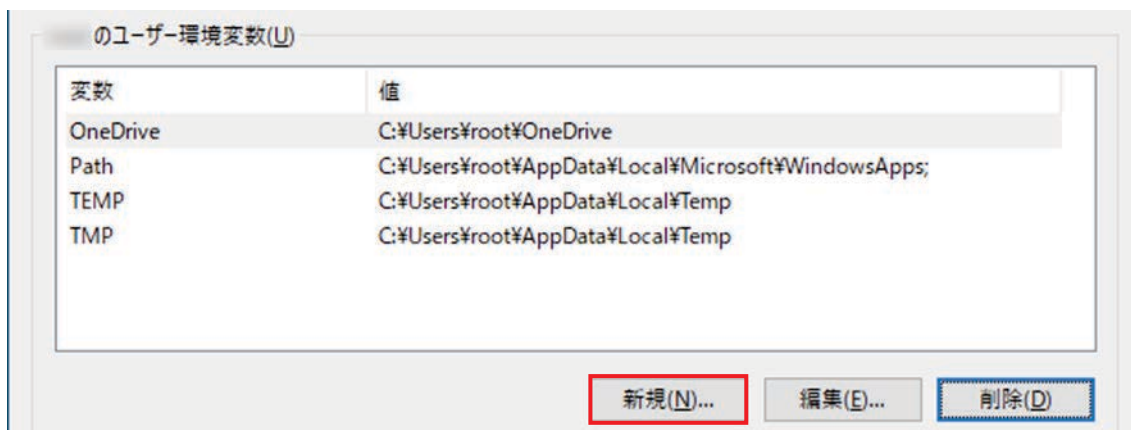 のユーザー環境変数(U)
変数 値
OneDrive C:¥Users¥root¥OneDrive
Path C:¥Users¥root¥AppData¥Local¥Microsoft¥WindowsApps;
TEMP C:¥Users¥root¥AppData¥Local¥Temp
TMP C:¥Users¥root¥AppData¥Local¥Temp
新規(N)... 編集(E)... 削除(D)